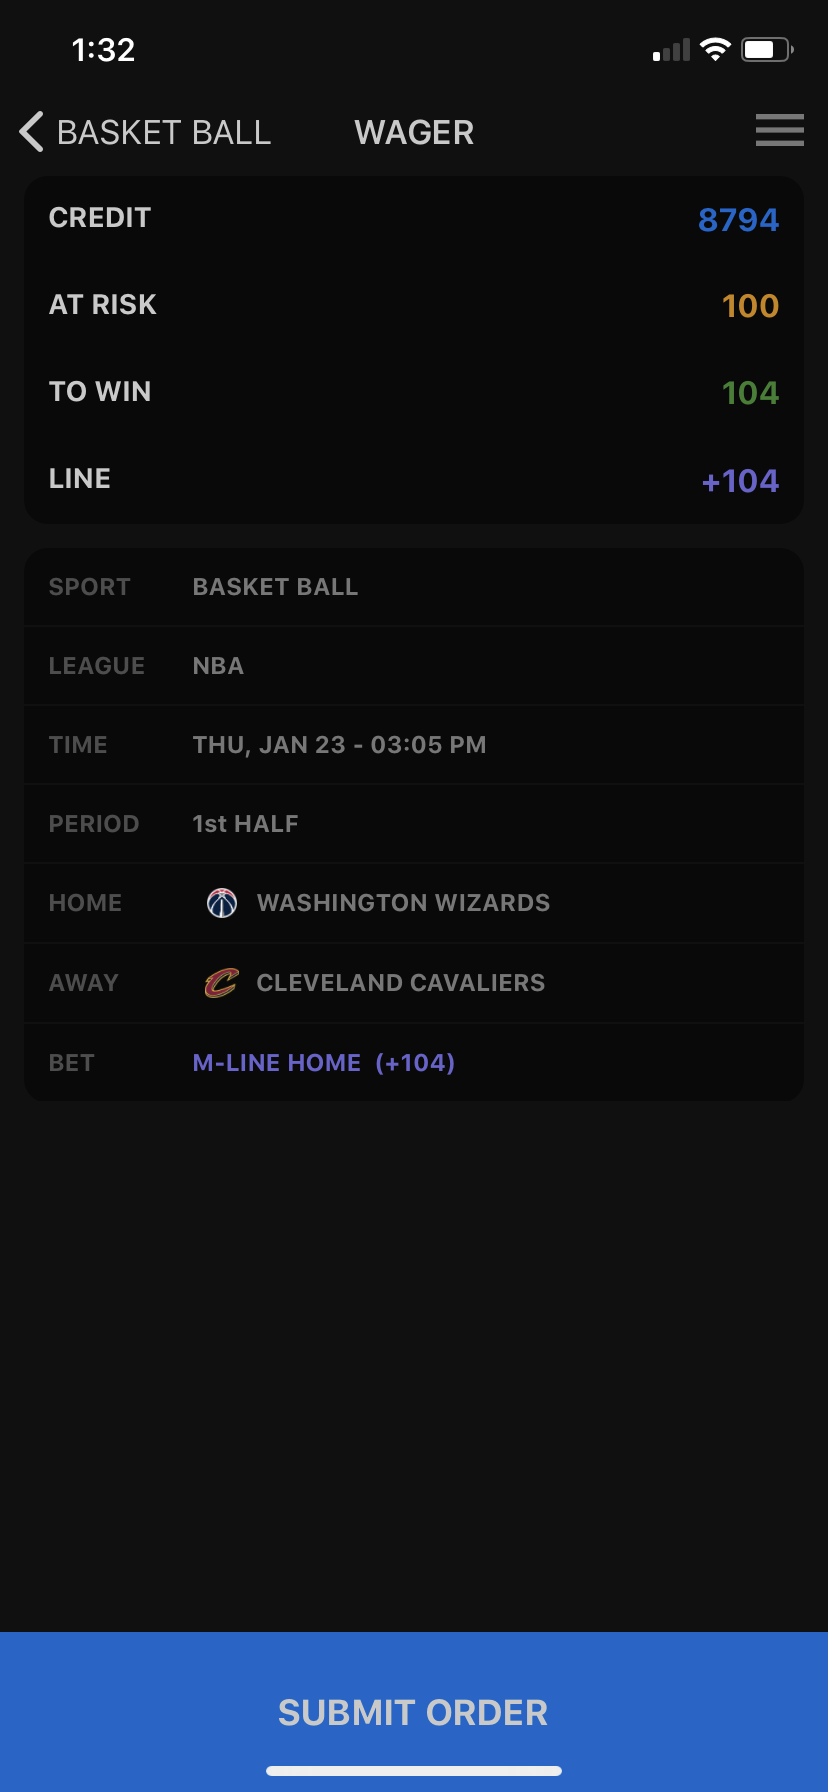 1:32
BASKET BALL WAGER
CREDIT 8794
AT RISK 100
TO WIN 104
LINE +104
SPORT BASKET BALL
LEAGUE NBA
TIME THU, JAN 23 - 03:05 PM
PERIOD 1st HALF
HOME WASHINGTON WIZARDS
AWAY CLEVELAND CAVALIERS
BET M-LINE HOME (+104)
SUBMIT ORDER